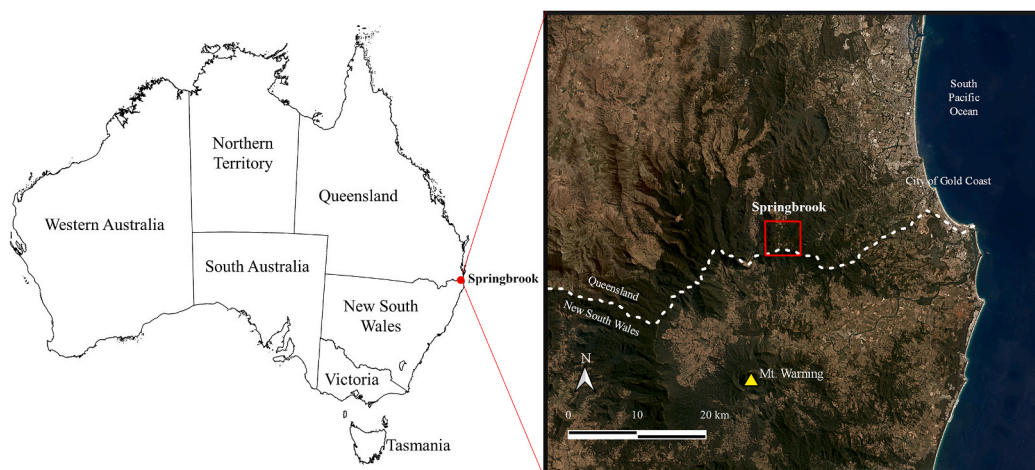 Northern
Territory
Queensland
Western Australia
South Australia
Springbrook
New South
Wales
Victoria
Tasmania
South
Pacific
Ocean
City of Gold Coast
Springbrook
Queensland
New South Wales
N
Mt. Warning
0 10 20 km